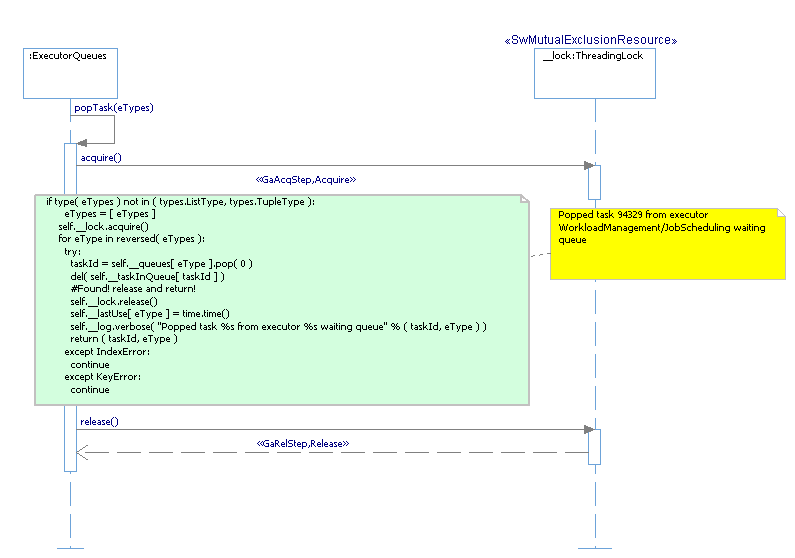 «SwMutualExclusionResource»
:ExecutorQueues
__lock:ThreadingLock
popTask(eTypes)
acquire()
«GaAcqStep,Acquire»
if type( eTypes ) not in ( types.ListType, types.TupleType ):
eTypes = [ eTypes ]
self.__lock.acquire()
for eType in reversed( eTypes ):
try:
taskId = self.__queues[ eType ].pop( 0 )
del( self.__taskInQueue[ taskId ] )
#Found! release and return!
self.__lock.release()
self.__lastUse[ eType ] = time.time()
self.__log.verbose( "Popped task %s from executor %s waiting queue" % ( taskId, eType ) )
return ( taskId, eType )
except IndexError:
continue
except KeyError:
continue
Popped task 94329 from executor
WorkloadManagement/JobScheduling waiting
queue
release()
«GaRelStep,Release»